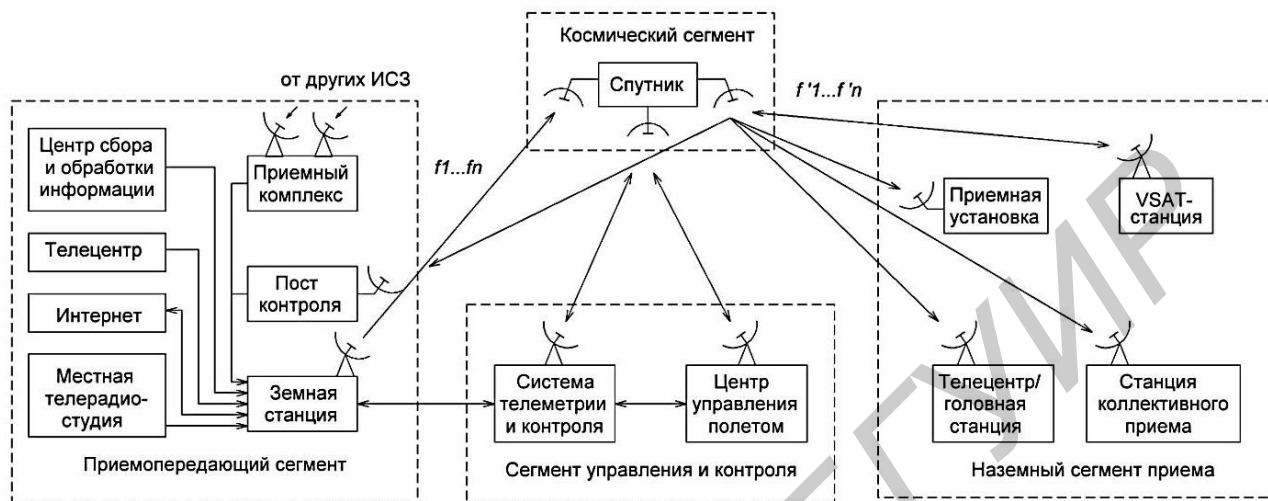 Космический сегмент
Спутник
от других ИСЗ
f1...fn
f '1...f 'n
Центр сбора
и обработки
информации
Приемный
комплекс
Телецентр
Пост
контроля
Интернет
Местная
телерадио-
студия
Земная
станция
Приемопередающий сегмент
Система
телеметрии
и контроля
Центр
управления
полетом
Сегмент управления и контроля
Приемная
установка
VSAT-
станция
Телецентр/
головная
станция
Станция
коллективного
приема
Наземный сегмент приема
ГУИР